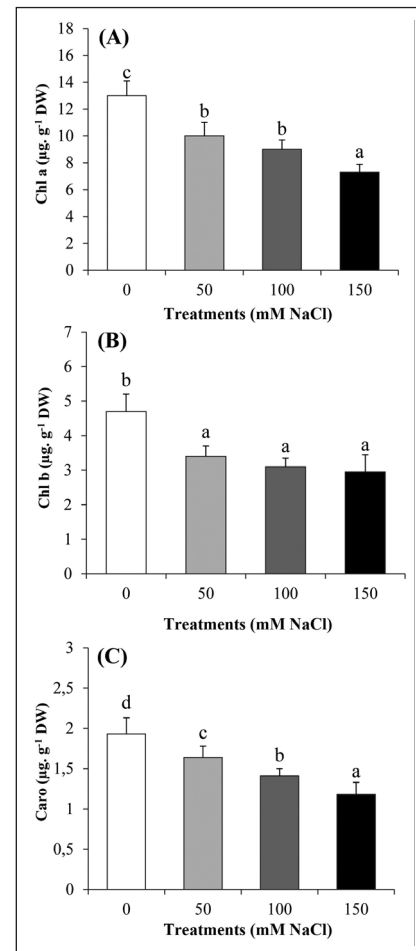 (A)
18
16
14
12
10
8
6
4
2
0
Chl a (µg. g⁻¹ DW)
c
b
b
a
0 50 100 150
Treatments (mM NaCl)
(B)
7
6
5
4
3
2
1
0
Chl b (µg. g⁻¹ DW)
b
a
a
a
0 50 100 150
Treatments (mM NaCl)
(C)
3
2,5
2
1,5
1
0,5
0
Caro (µg. g⁻¹ DW)
d
c
b
a
0 50 100 150
Treatments (mM NaCl)